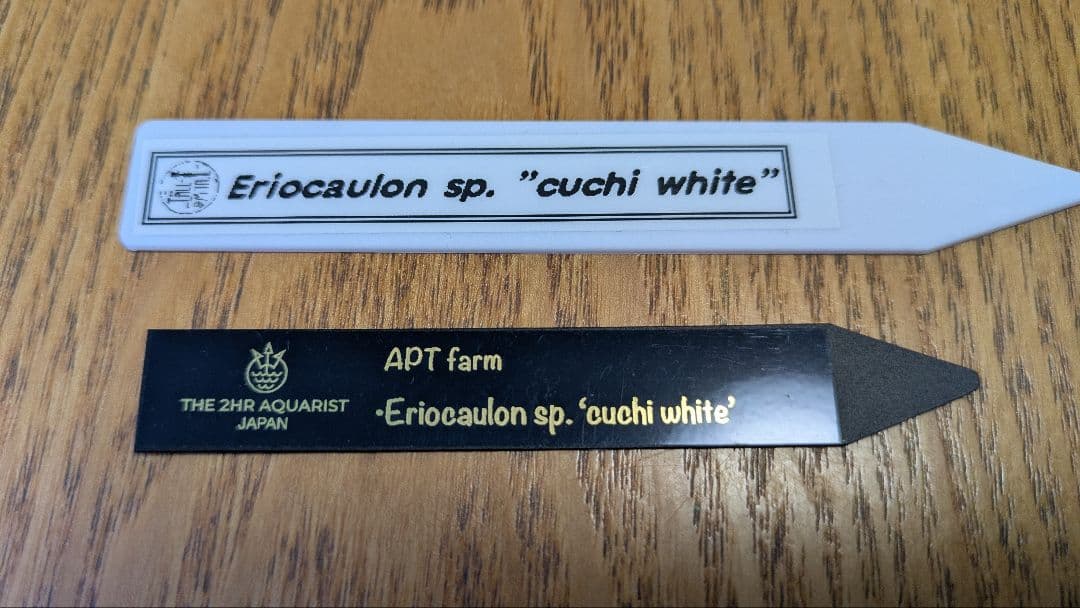 Eriocaulon sp. ”cuchi white”
APT farm
THE 2HR AQUARIST
JAPAN
·Eriocaulon sp. ‘cuchi white’